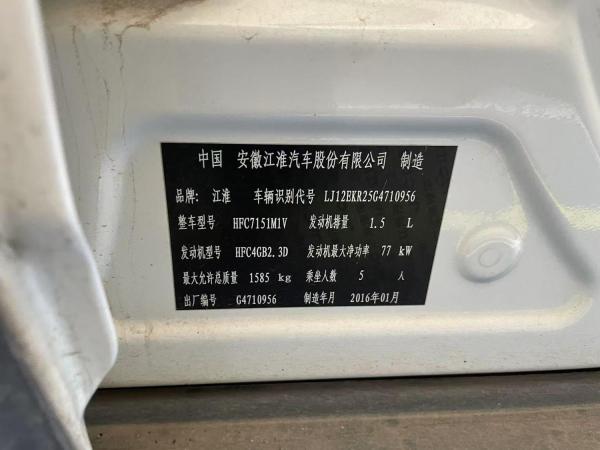 中国 安徽江淮汽车股份有限公司 制造
品牌: 江淮 车辆识别代号 LJ12EKR25G4710956
整车型号 HFC7151M1V 发动机排量 1.5 L
发动机型号 HFC4GB2.3D 发动机最大净功率 77 kW
最大允许总质量 1585 kg 乘坐人数 5 人
出厂编号 G4710956 制造年月 2016年01月